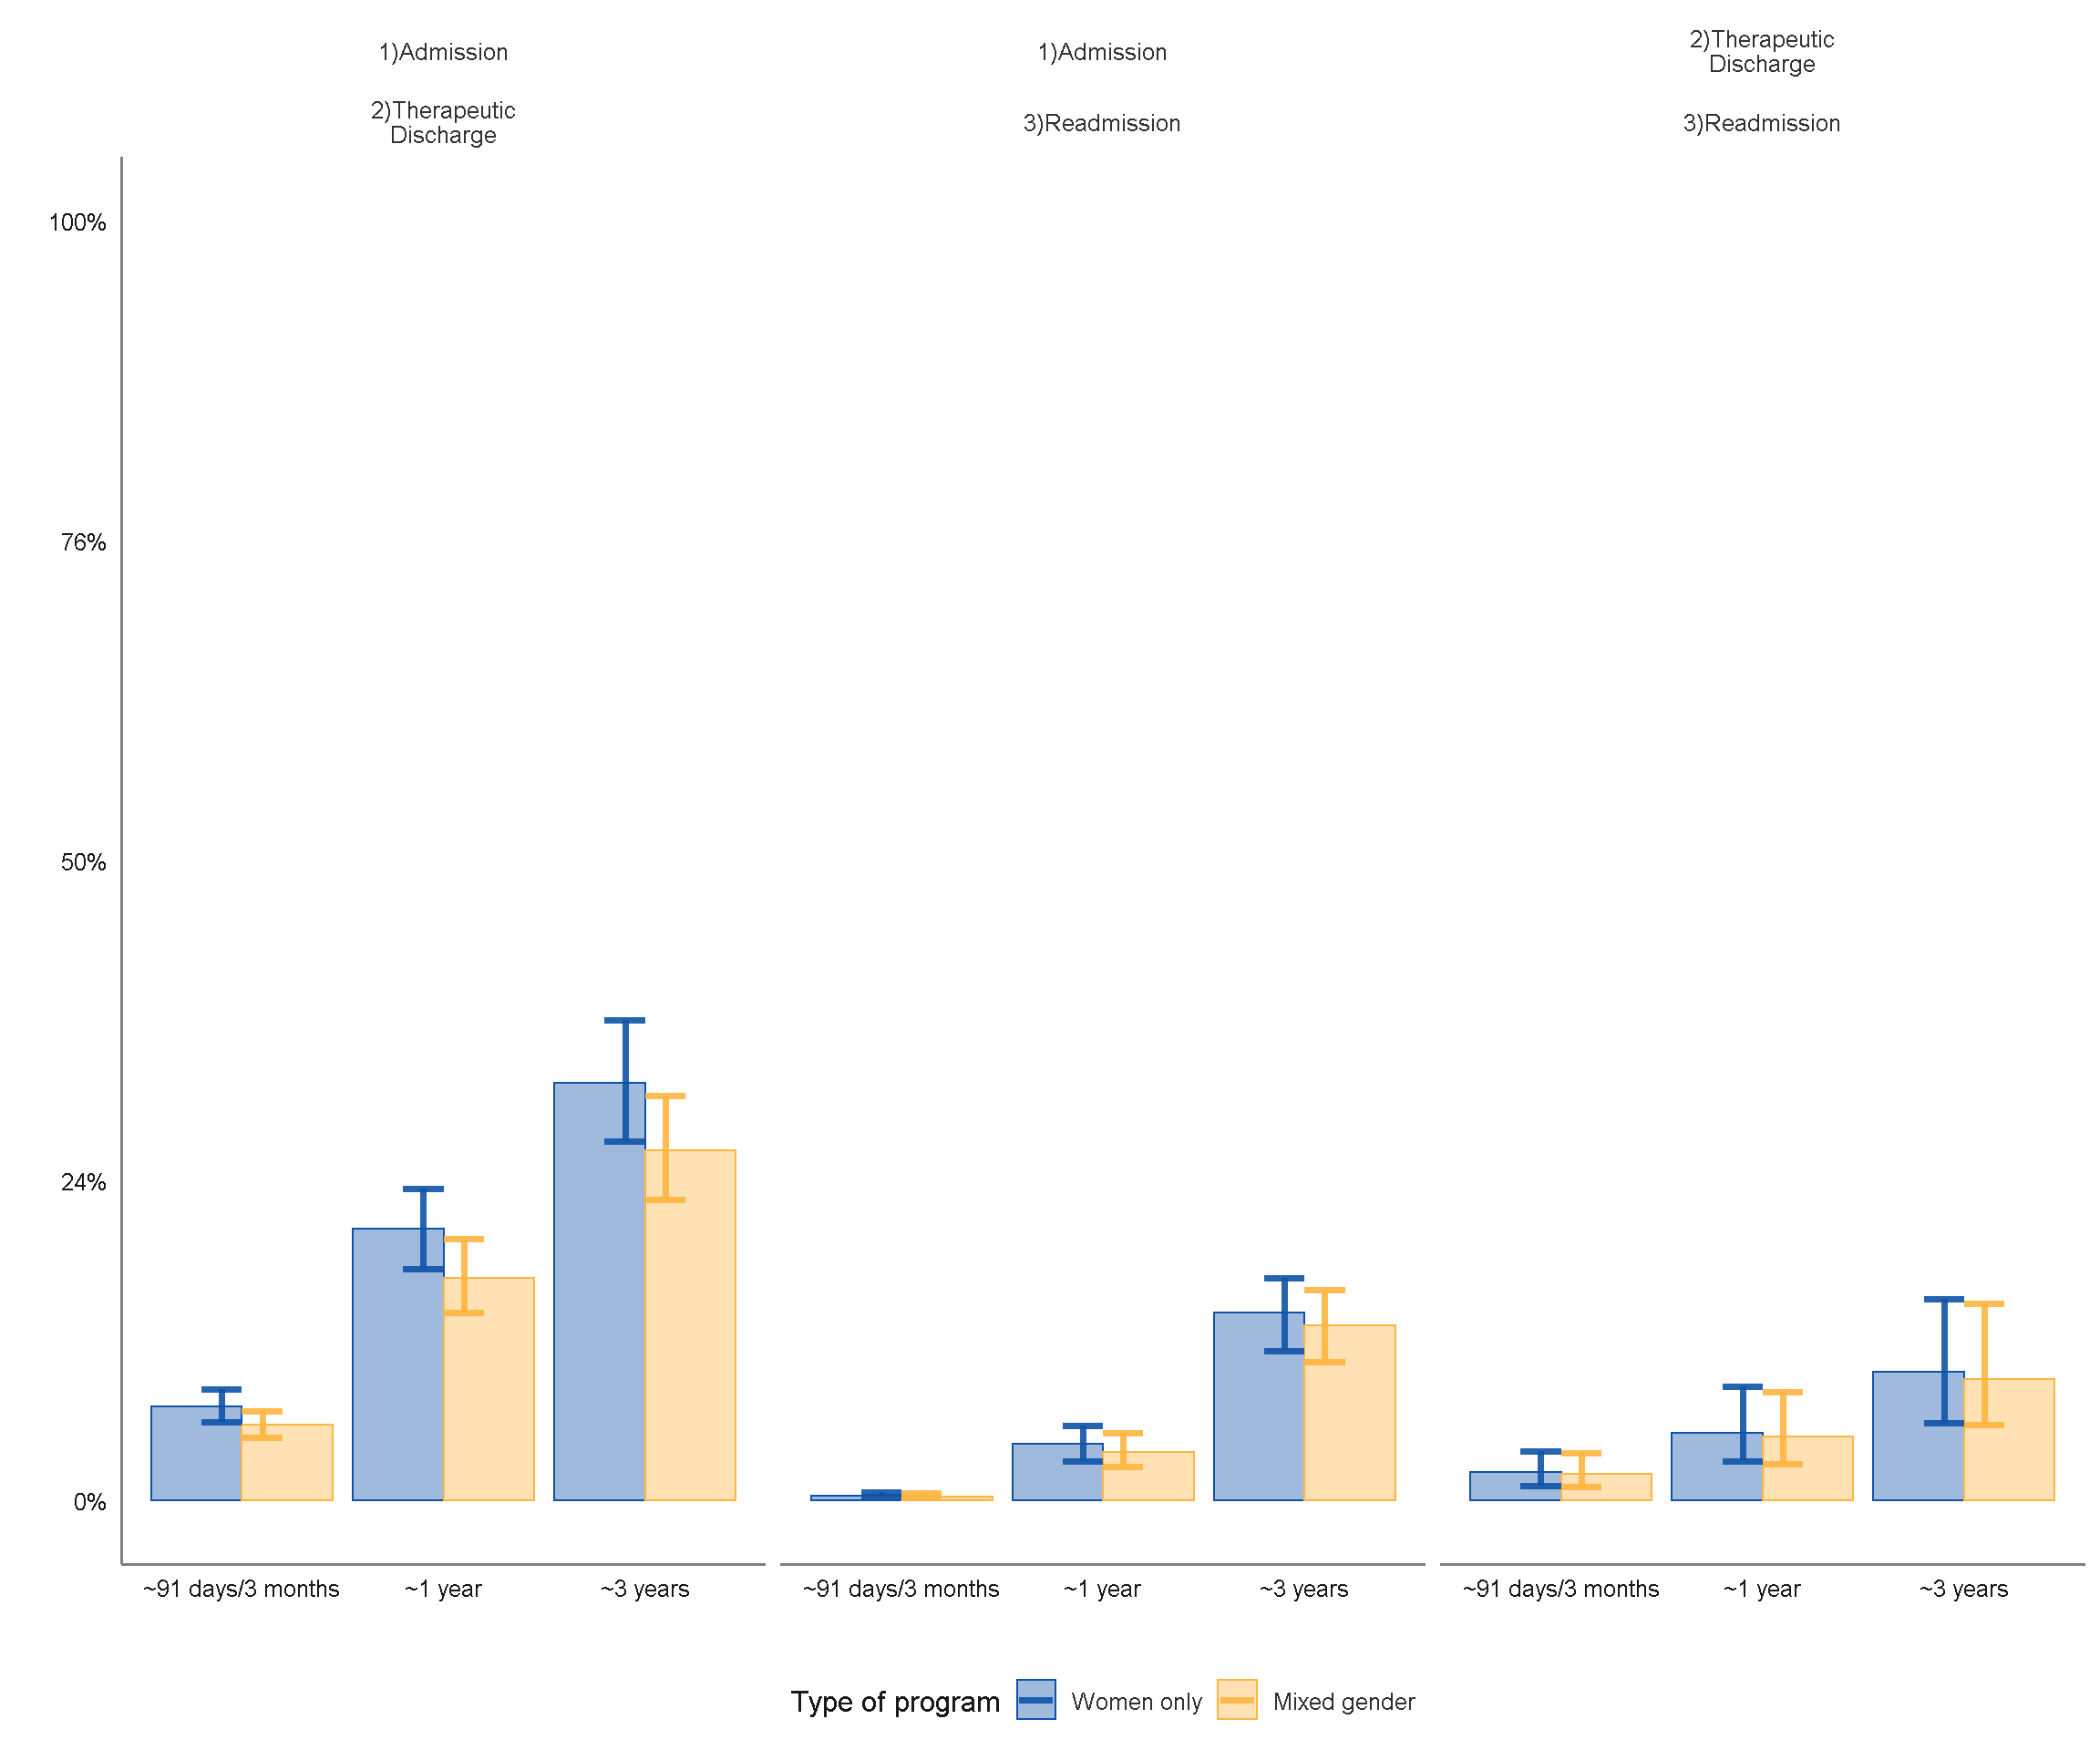 1)Admission
2)Therapeutic
Discharge
1)Admission
3)Readmission
2)Therapeutic
Discharge
3)Readmission
100%
76%
50%
24%
0%
~91 days/3 months ~1 year ~3 years
~91 days/3 months ~1 year ~3 years
~91 days/3 months ~1 year ~3 years
Type of program Women only Mixed gender